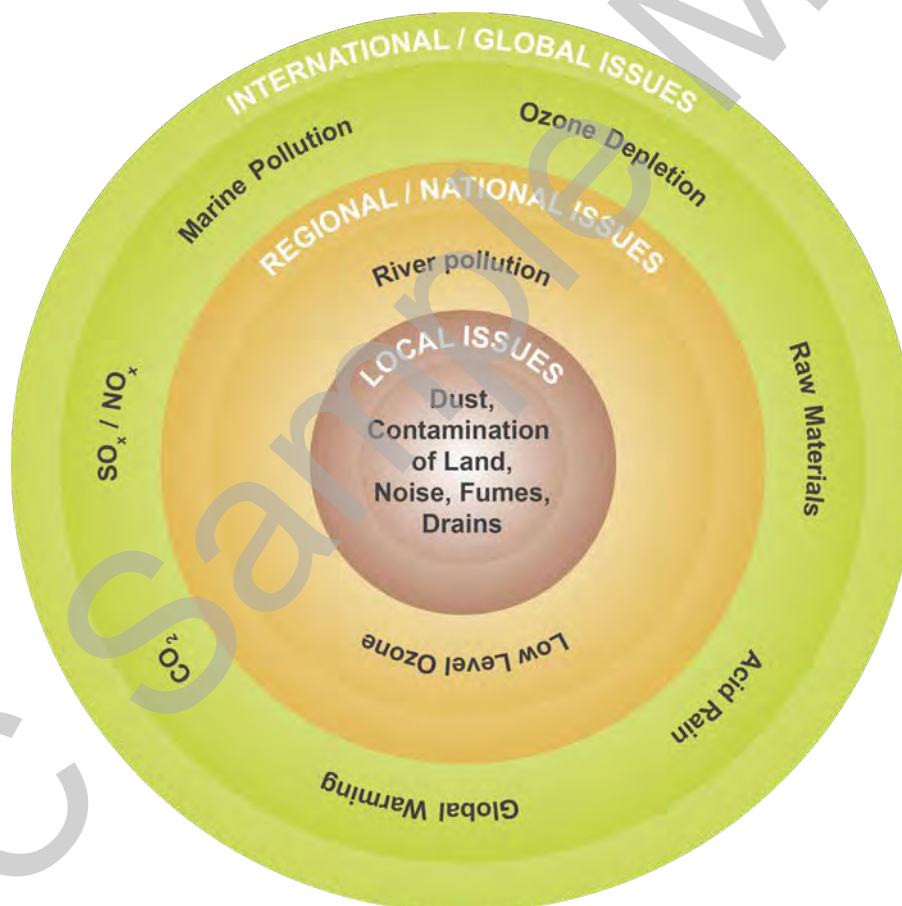 INTERNATIONAL / GLOBAL ISSUES
Marine Pollution
Ozone Depletion
REGIONAL / NATIONAL ISSUES
River pollution
LOCAL ISSUES
Dust,
Contamination
of Land,
Noise, Fumes,
Drains
SOₓ / NOₓ
Raw Materials
CO₂
Low Level Ozone
Acid Rain
Global Warming
C Sample M